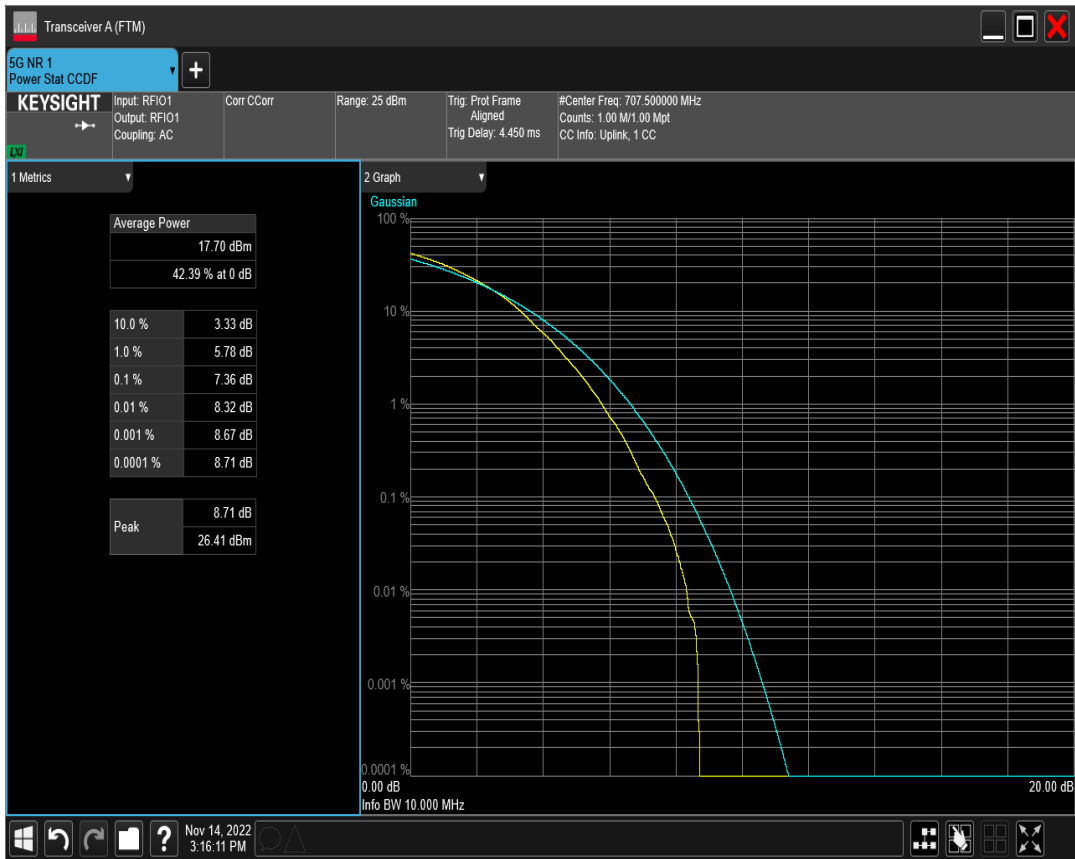 Transceiver A (FTM)
5G NR 1
Power Stat CCDF
+
KEYSIGHT
LXI
Input: RFIO1
Output: RFIO1
Coupling: AC
Corr CCorr
Range: 25 dBm
Trig: Prot Frame
Aligned
Trig Delay: 4.450 ms
#Center Freq: 707.500000 MHz
Counts: 1.00 M/1.00 Mpt
CC Info: Uplink, 1 CC
1 Metrics
Average Power
17.70 dBm
42.39 % at 0 dB
10.0 % 3.33 dB
1.0 % 5.78 dB
0.1 % 7.36 dB
0.01 % 8.32 dB
0.001 % 8.67 dB
0.0001 % 8.71 dB
Peak 8.71 dB
26.41 dBm
2 Graph
Gaussian
100 %
10 %
1 %
0.1 %
0.01 %
0.001 %
0.0001 %
0.00 dB 20.00 dB
Info BW 10.000 MHz
?
Nov 14, 2022
3:16:11 PM